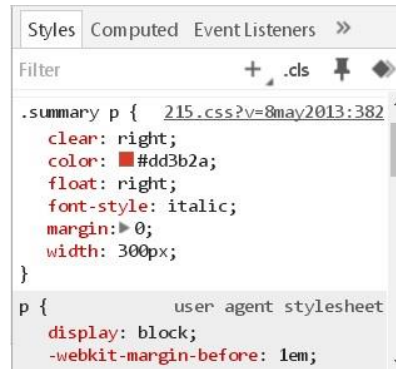 Styles Computed Event Listeners »
Filter + .cls
.summary p { 215.css?v=8may2013:382
clear: right;
color: #dd3b2a;
float: right;
font-style: italic;
margin: 0;
width: 300px;
}
p { user agent stylesheet
display: block;
-webkit-margin-before: 1em;